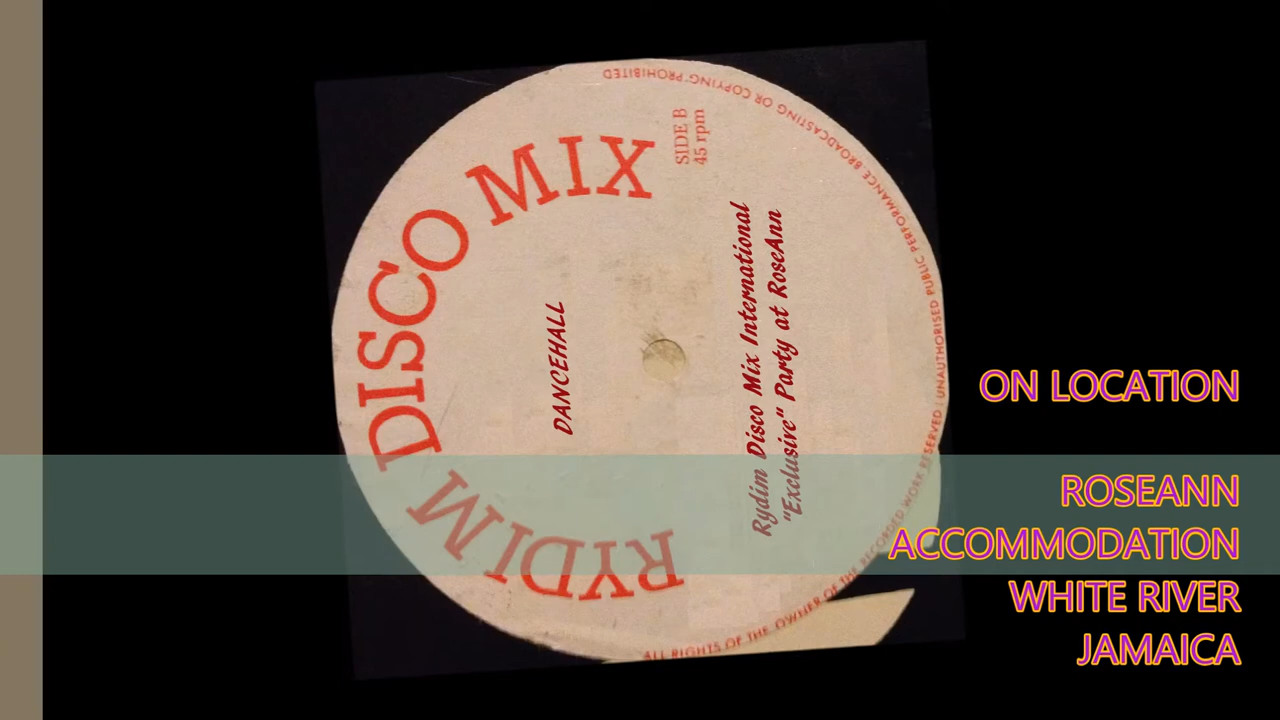 RYDIM DISCO MIX
SIDE B
45 rpm
DANCEHALL
Rydim Disco Mix International
"Exclusive" Party at RoseAnn
ALL RIGHTS OF THE OWNER OF THE RECORDED WORK RESERVED | UNAUTHORISED PUBLIC PERFORMANCE. BROADCASTING OR COPYING PROHIBITED
ON LOCATION
ROSEANN
ACCOMMODATION
WHITE RIVER
JAMAICA